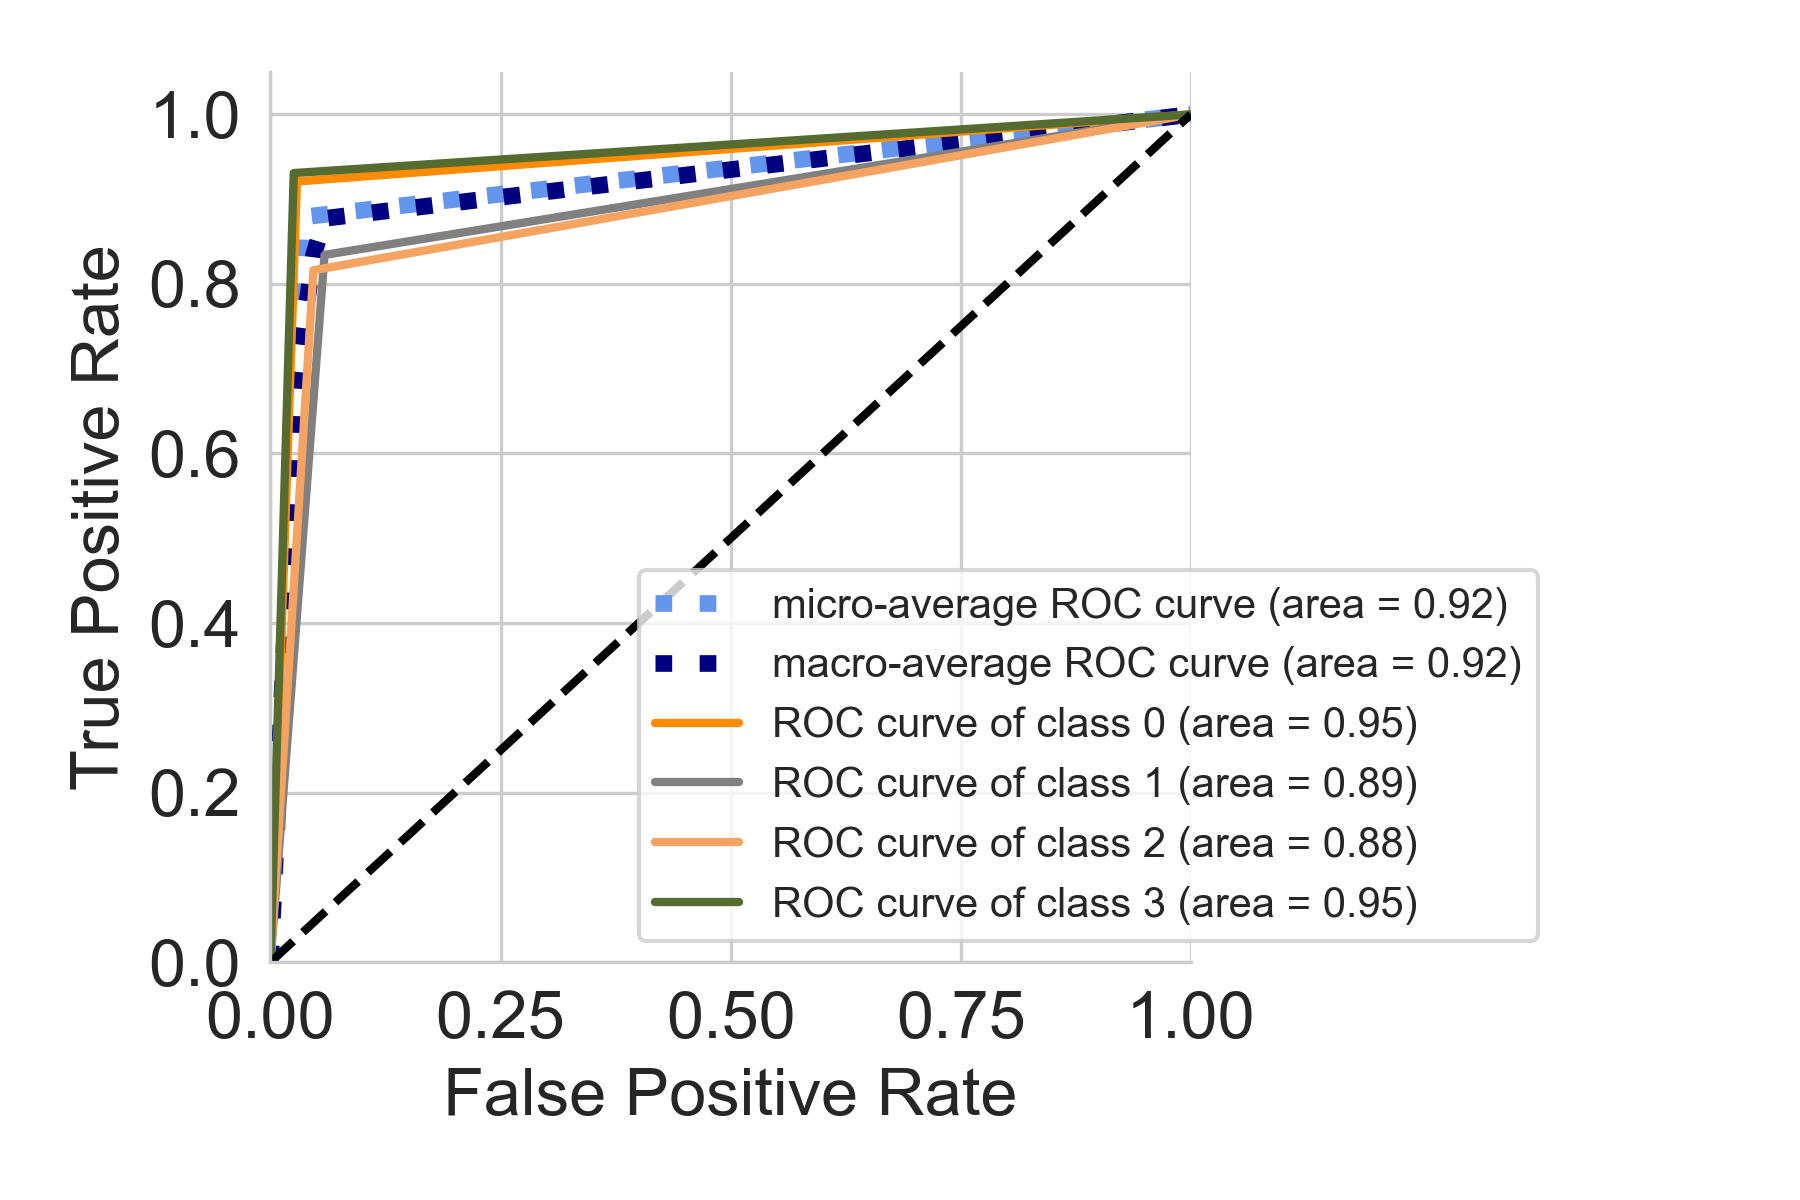 True Positive Rate
1.0
0.8
0.6
0.4
0.2
0.0
0.00 0.25 0.50 0.75 1.00
False Positive Rate
micro-average ROC curve (area = 0.92)
macro-average ROC curve (area = 0.92)
ROC curve of class 0 (area = 0.95)
ROC curve of class 1 (area = 0.89)
ROC curve of class 2 (area = 0.88)
ROC curve of class 3 (area = 0.95)